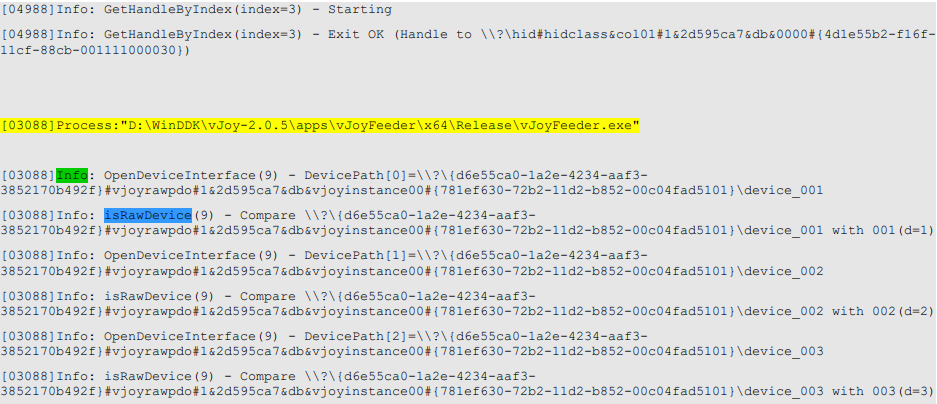 [04988]Info: GetHandleByIndex(index=3) - Starting
[04988]Info: GetHandleByIndex(index=3) - Exit OK (Handle to \\?\hid#hidclass&col01#1&2d595ca7&db&0000#{4d1e55b2-f16f-
11cf-88cb-001111000030})
[03088]Process:"D:\WinDDK\vJoy-2.0.5\apps\vJoyFeeder\x64\Release\vJoyFeeder.exe"
[03088]Info: OpenDeviceInterface(9) - DevicePath[0]=\\?\{d6e55ca0-1a2e-4234-aaf3-
3852170b492f}#vjoyrawpdo#1&2d595ca7&db&vjoyinstance00#{781ef630-72b2-11d2-b852-00c04fad5101}\device_001
[03088]Info: isRawDevice(9) - Compare \\?\{d6e55ca0-1a2e-4234-aaf3-
3852170b492f}#vjoyrawpdo#1&2d595ca7&db&vjoyinstance00#{781ef630-72b2-11d2-b852-00c04fad5101}\device_001 with 001(d=1)
[03088]Info: OpenDeviceInterface(9) - DevicePath[1]=\\?\{d6e55ca0-1a2e-4234-aaf3-
3852170b492f}#vjoyrawpdo#1&2d595ca7&db&vjoyinstance00#{781ef630-72b2-11d2-b852-00c04fad5101}\device_002
[03088]Info: isRawDevice(9) - Compare \\?\{d6e55ca0-1a2e-4234-aaf3-
3852170b492f}#vjoyrawpdo#1&2d595ca7&db&vjoyinstance00#{781ef630-72b2-11d2-b852-00c04fad5101}\device_002 with 002(d=2)
[03088]Info: OpenDeviceInterface(9) - DevicePath[2]=\\?\{d6e55ca0-1a2e-4234-aaf3-
3852170b492f}#vjoyrawpdo#1&2d595ca7&db&vjoyinstance00#{781ef630-72b2-11d2-b852-00c04fad5101}\device_003
[03088]Info: isRawDevice(9) - Compare \\?\{d6e55ca0-1a2e-4234-aaf3-
3852170b492f}#vjoyrawpdo#1&2d595ca7&db&vjoyinstance00#{781ef630-72b2-11d2-b852-00c04fad5101}\device_003 with 003(d=3)